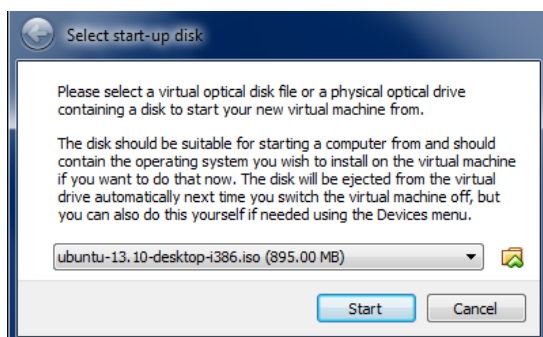 Select start-up disk
Please select a virtual optical disk file or a physical optical drive
containing a disk to start your new virtual machine from.
The disk should be suitable for starting a computer from and should
contain the operating system you wish to install on the virtual machine
if you want to do that now. The disk will be ejected from the virtual
drive automatically next time you switch the virtual machine off, but
you can also do this yourself if needed using the Devices menu.
ubuntu-13.10-desktop-i386.iso (895.00 MB)
Start
Cancel